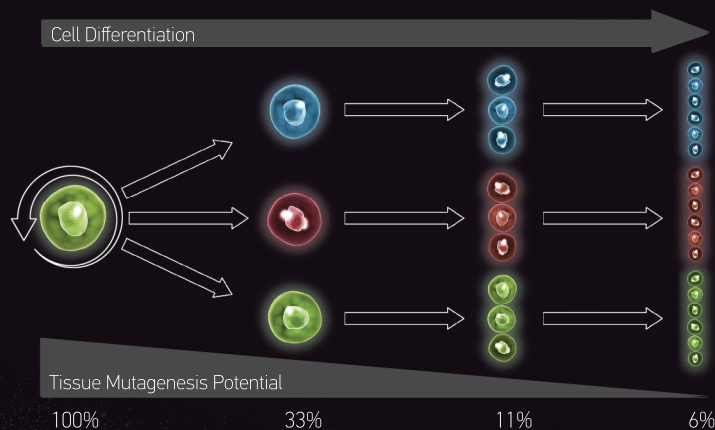 Cell Differentiation
Tissue Mutagenesis Potential
100% 33% 11% 6%